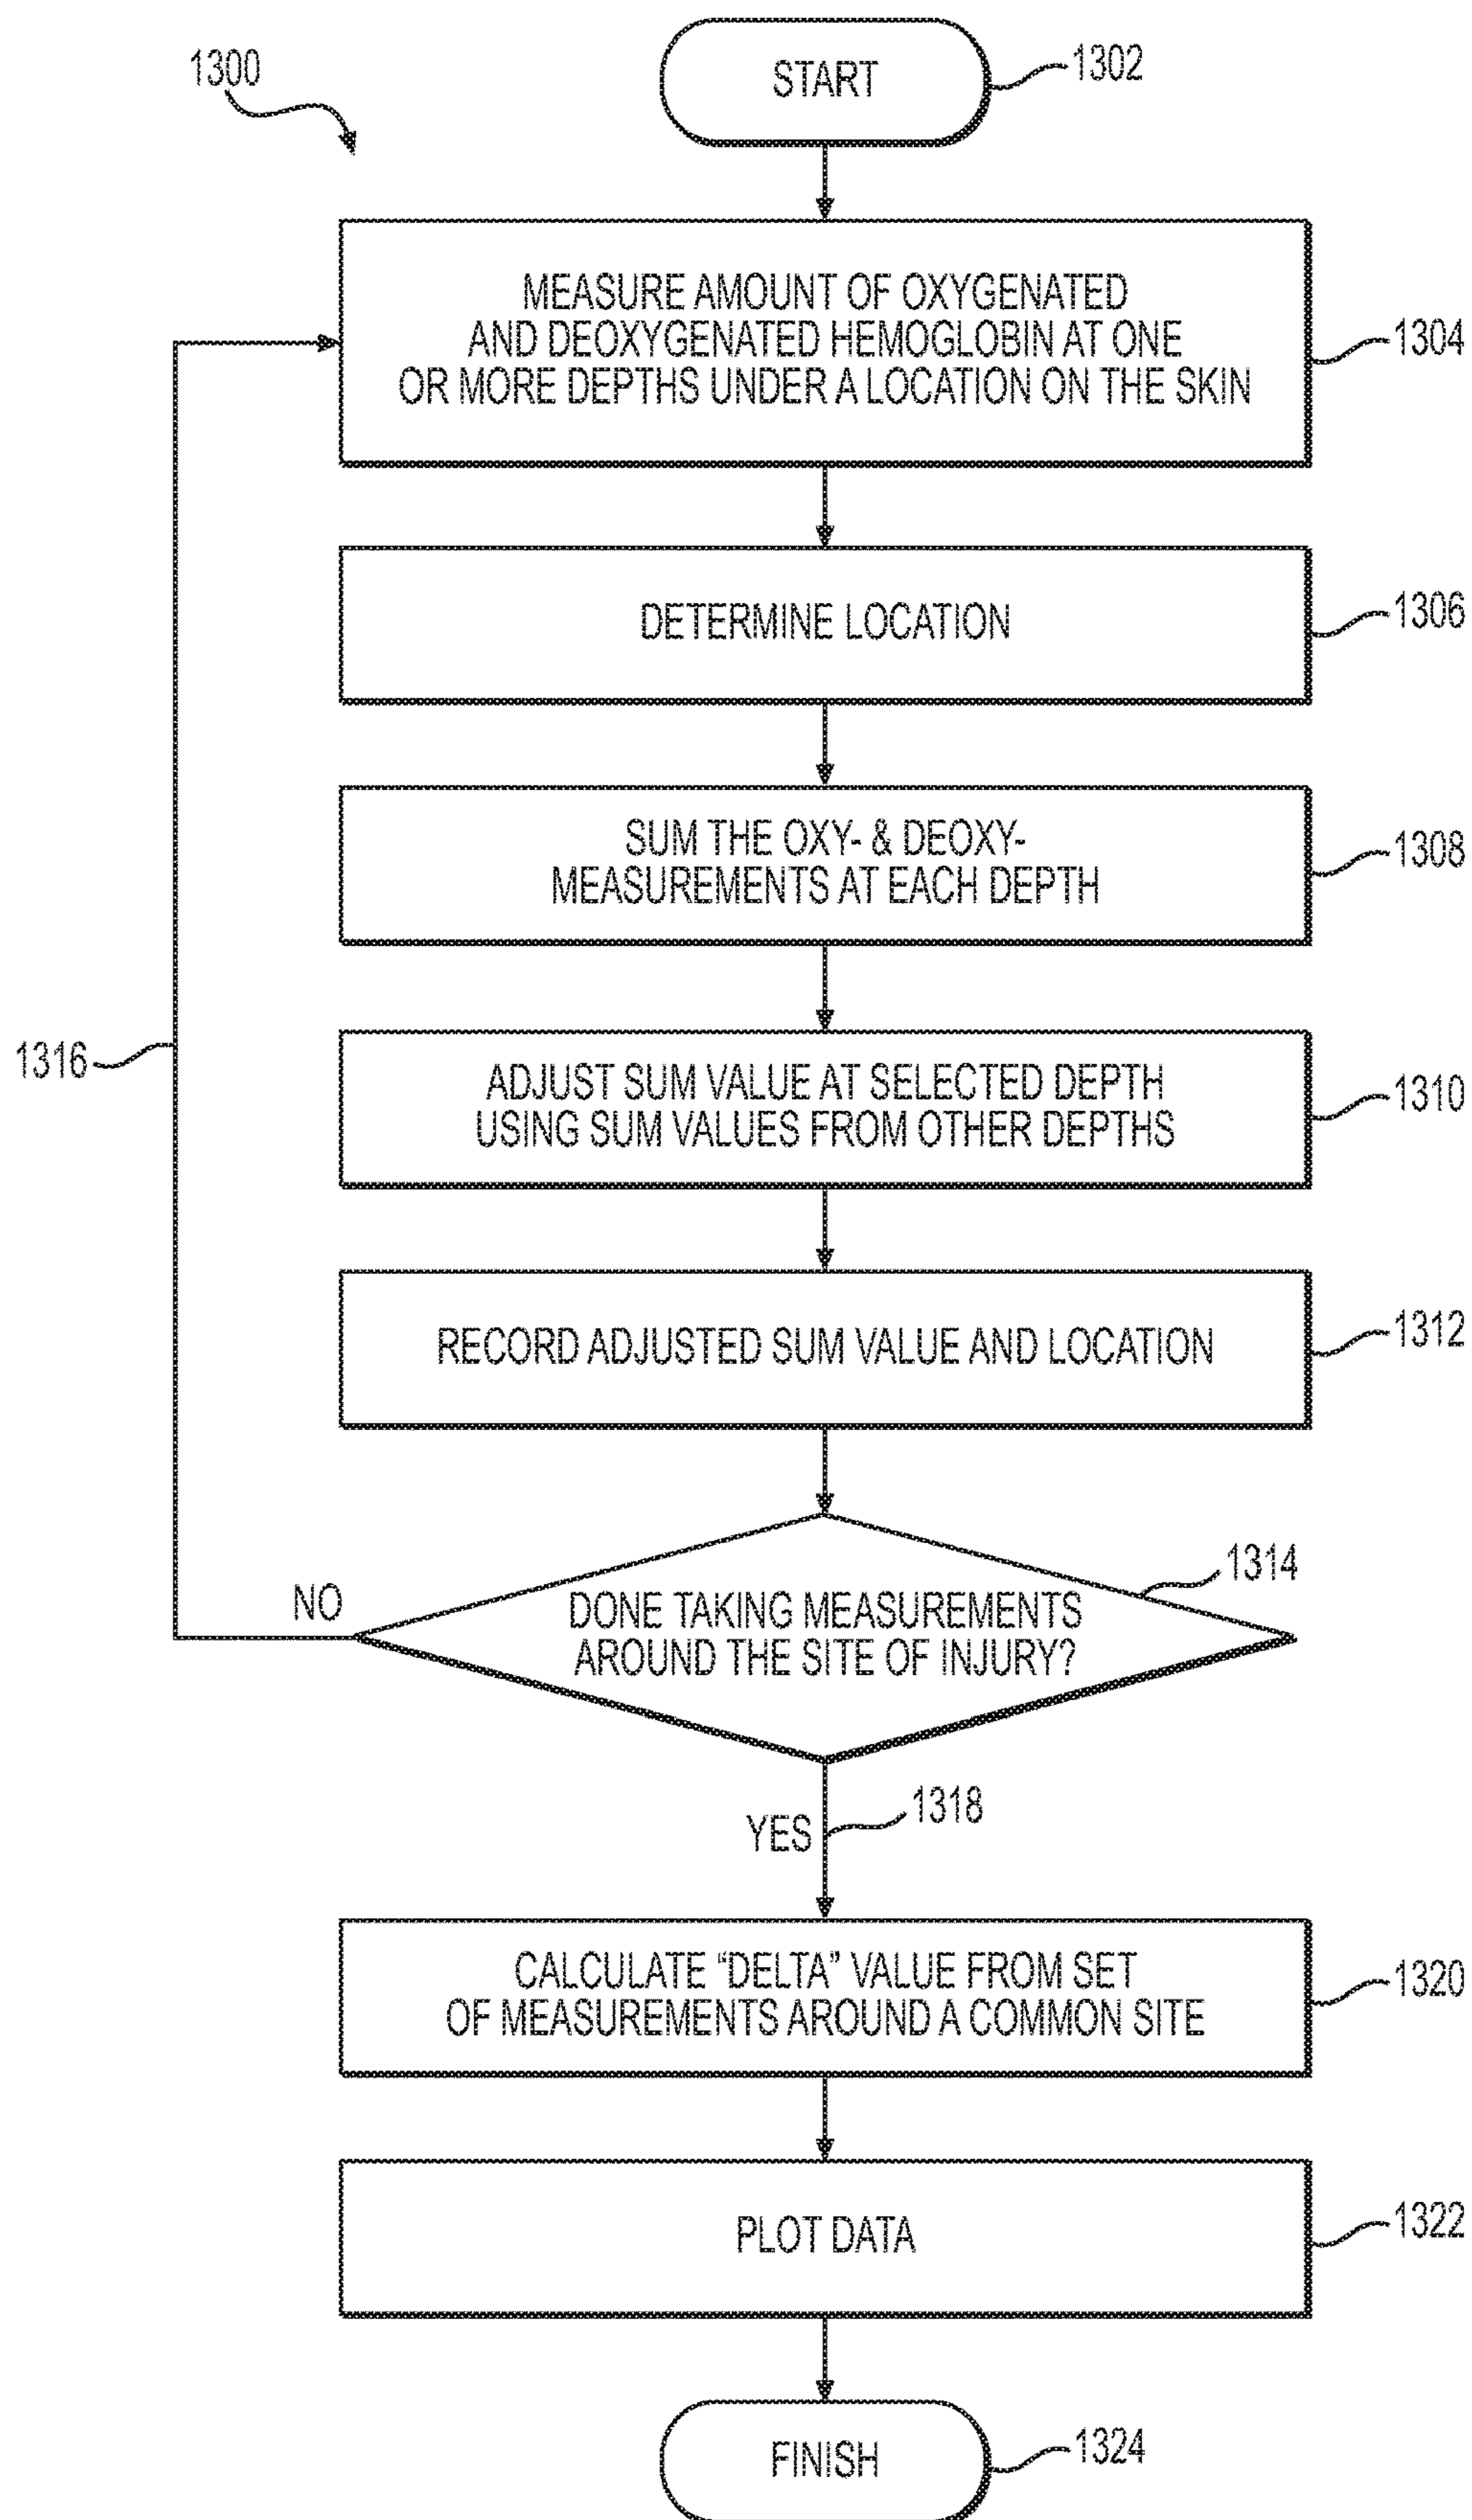 1300
START
1302
MEASURE AMOUNT OF OXYGENATED
AND DEOXYGENATED HEMOGLOBIN AT ONE
OR MORE DEPTHS UNDER A LOCATION ON THE SKIN
1304
DETERMINE LOCATION
1306
SUM THE OXY- & DEOXY-
MEASUREMENTS AT EACH DEPTH
1308
1316
ADJUST SUM VALUE AT SELECTED DEPTH
USING SUM VALUES FROM OTHER DEPTHS
1310
RECORD ADJUSTED SUM VALUE AND LOCATION
1312
NO
DONE TAKING MEASUREMENTS
AROUND THE SITE OF INJURY?
1314
YES
1318
CALCULATE “DELTA” VALUE FROM SET
OF MEASUREMENTS AROUND A COMMON SITE
1320
PLOT DATA
1322
FINISH
1324